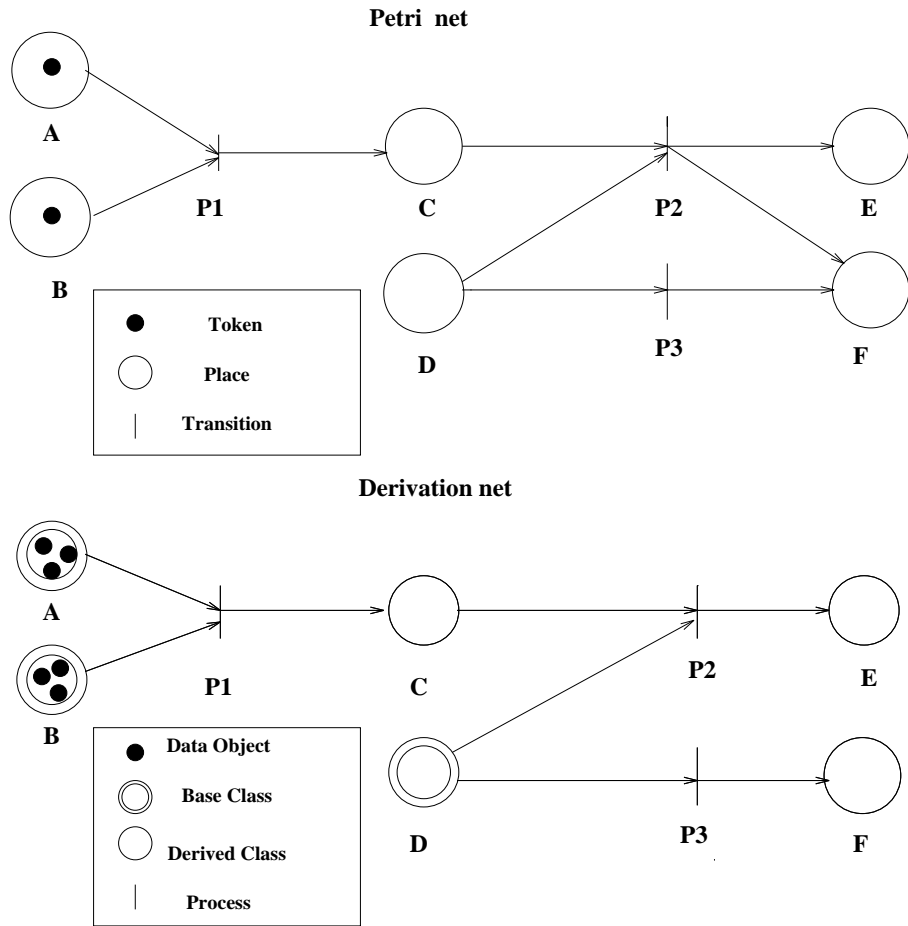 Petri net
A
B
P1
C
P2
E
D
P3
F
Token
Place
Transition
Derivation net
A
B
P1
C
P2
E
D
P3
F
Data Object
Base Class
Derived Class
Process